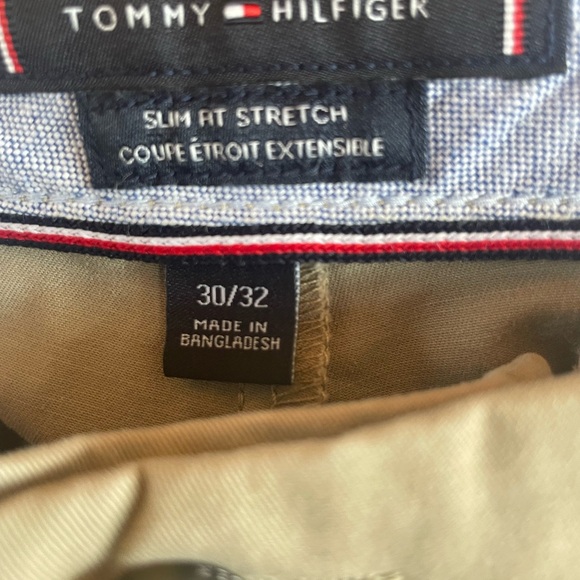 TOMMY HILFIGER
SLIM FIT STRETCH
COUPE ÉTROIT EXTENSIBLE
30/32
MADE IN
BANGLADESH